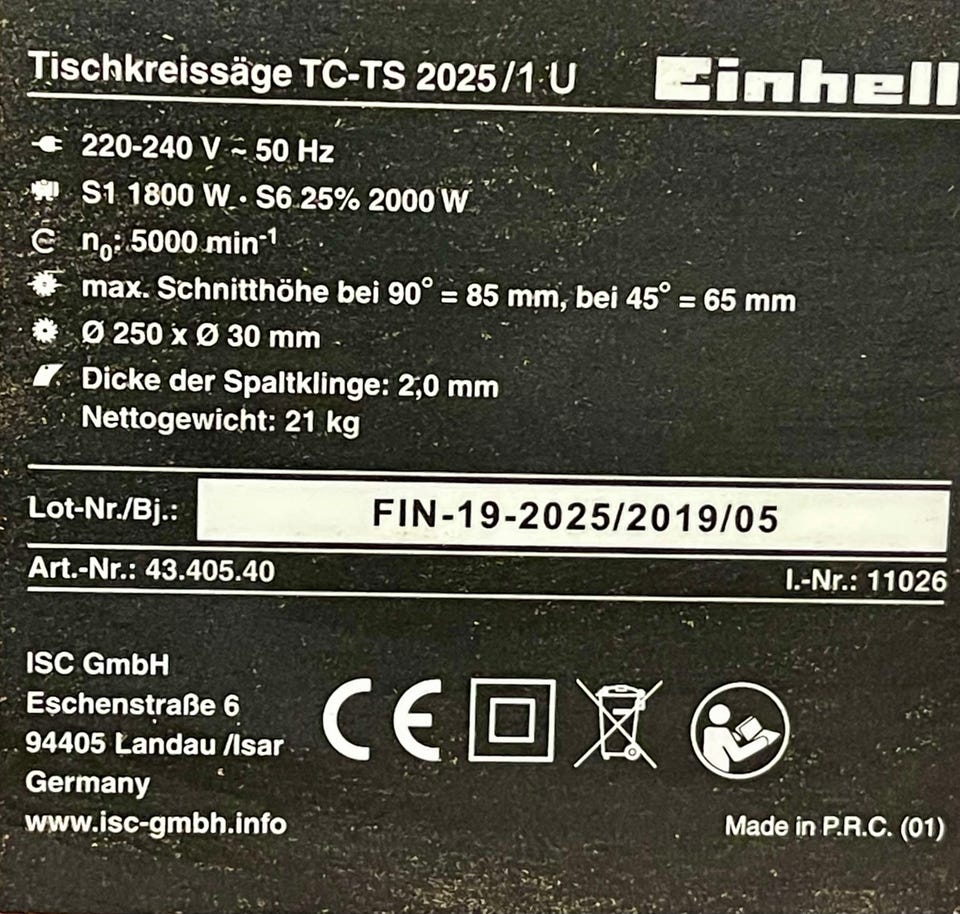 Tischkreissäge TC-TS 2025/1 U Einhell
220-240 V ~ 50 Hz
S1 1800 W · S6 25% 2000 W
n0: 5000 min-1
max. Schnitthöhe bei 90° = 85 mm, bei 45° = 65 mm
Ø 250 x Ø 30 mm
Dicke der Spaltklinge: 2,0 mm
Nettogewicht: 21 kg
Lot-Nr./Bj.: FIN-19-2025/2019/05
Art.-Nr.: 43.405.40 I.-Nr.: 11026
ISC GmbH
Eschenstraße 6
94405 Landau /Isar
Germany
www.isc-gmbh.info
CE
Made in P.R.C. (01)